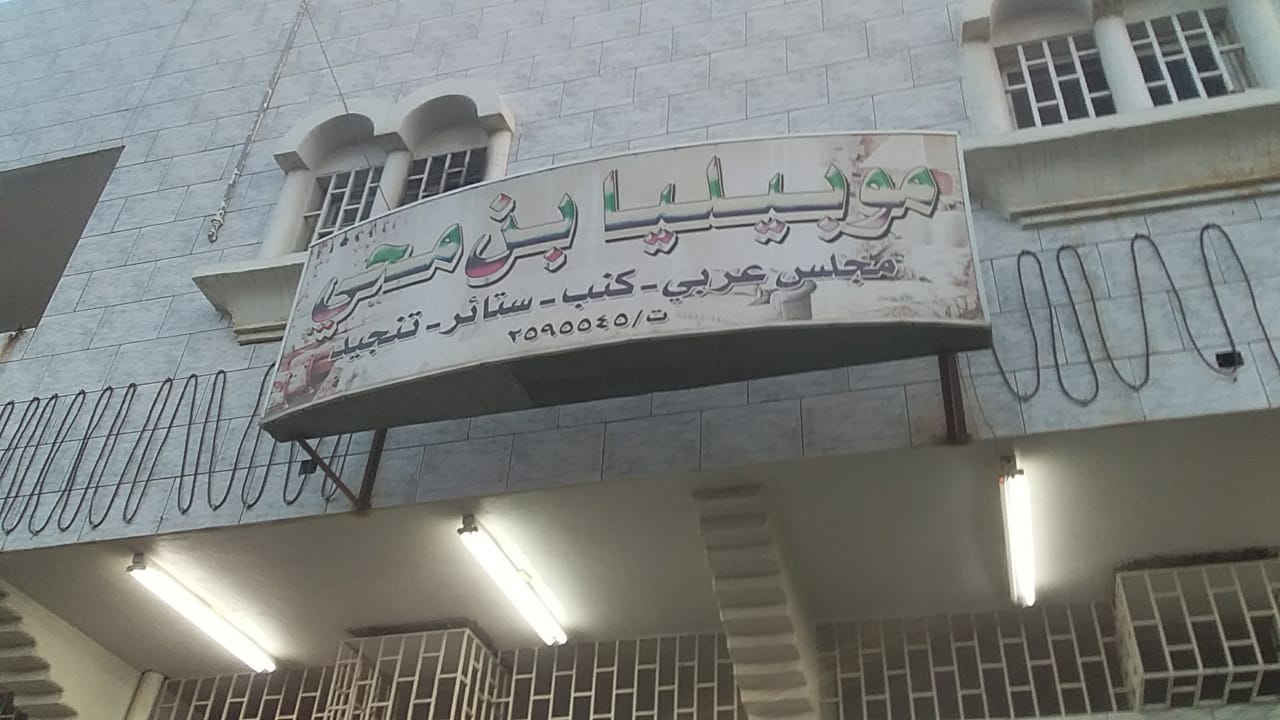 موبيليا بن محي
مجلس عربي - كنب - ستائر - تنجيد
ت/٢٥٩٥٥٤٥